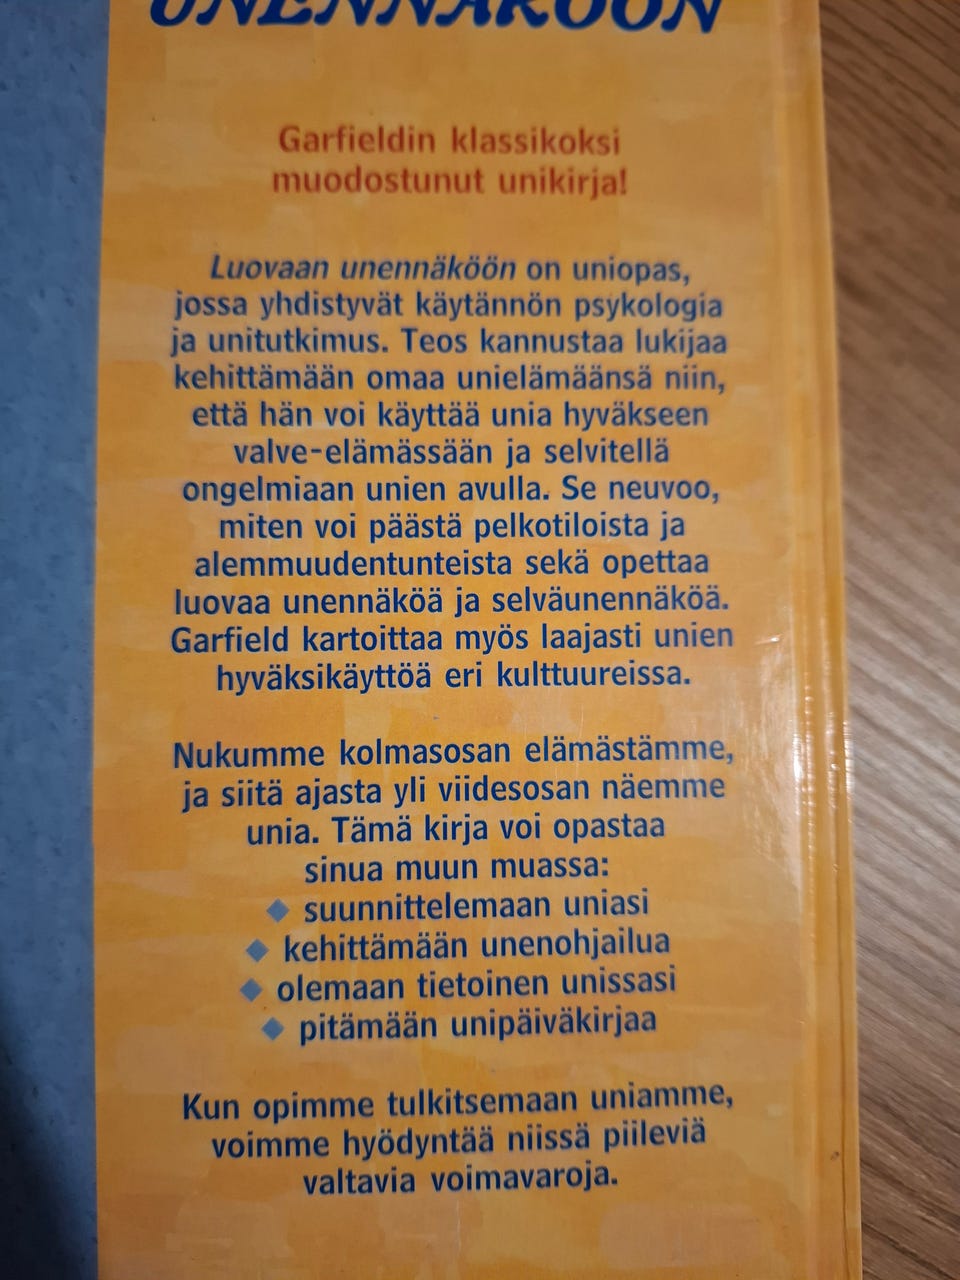 UNENNÄKÖÖN
Garfieldin klassikoksi
muodostunut unikirja!
Luovaan unennäköön on uniopas,
jossa yhdistyvät käytännön psykologia
ja unitutkimus. Teos kannustaa lukijaa
kehittämään omaa unielämäänsä niin,
että hän voi käyttää unia hyväkseen
valve-elämässään ja selvitellä
ongelmiaan unien avulla. Se neuvoo,
miten voi päästä pelkotiloista ja
alemmuudentunteista sekä opettaa
luovaa unennäköä ja selväunennäköä.
Garfield kartoittaa myös laajasti unien
hyväksikäyttöä eri kulttuureissa.
Nukumme kolmasosan elämästämme,
ja siitä ajasta yli viidesosan näemme
unia. Tämä kirja voi opastaa
sinua muun muassa:
◆ suunnittelemaan uniasi
◆ kehittämään unenohjailua
◆ olemaan tietoinen unissasi
◆ pitämään unipäiväkirjaa
Kun opimme tulkitsemaan uniamme,
voimme hyödyntää niissä piileviä
valtavia voimavaroja.